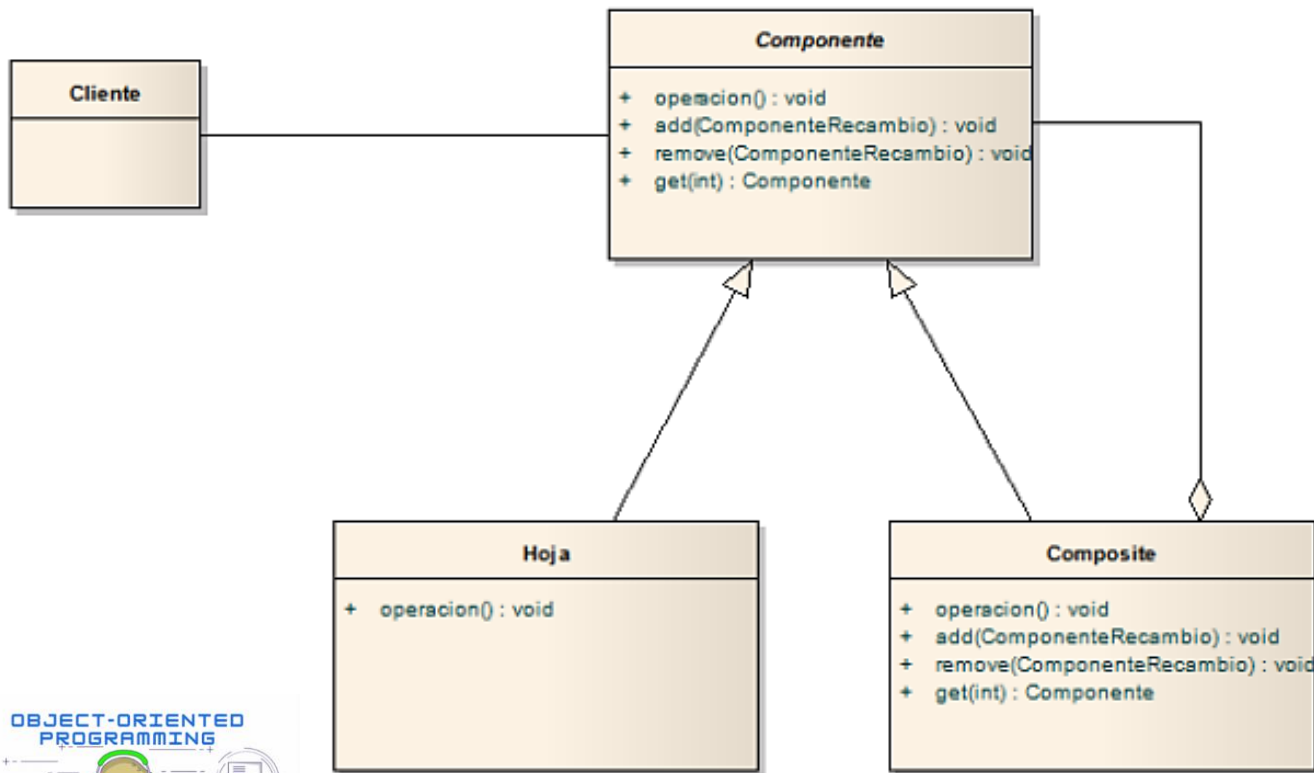 Componente
+ operacion() : void
+ add(ComponenteRecambio) : void
+ remove(ComponenteRecambio) : void
+ get(int) : Componente
Cliente
Hoja
+ operacion() : void
Composite
+ operacion() : void
+ add(ComponenteRecambio) : void
+ remove(ComponenteRecambio) : void
+ get(int) : Componente
OBJECT-ORIENTED
PROGRAMMING